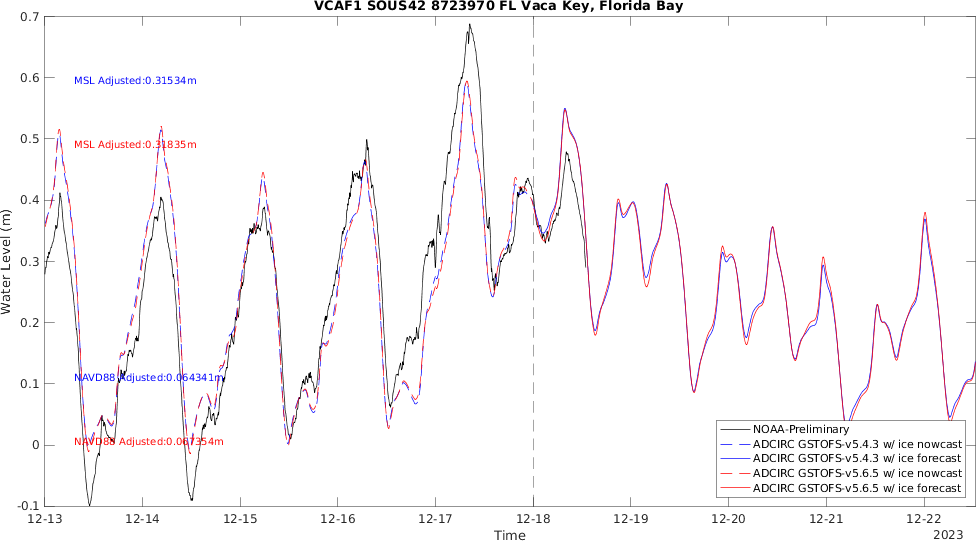 VCAF1 SOUS42 8723970 FL Vaca Key, Florida Bay
Water Level (m)
0.7
0.6
0.5
0.4
0.3
0.2
0.1
0
-0.1
MSL Adjusted:0.31534m
MSL Adjusted:0.31835m
NAVD88 Adjusted:0.064341m
NAVD88 Adjusted:0.067354m
NOAA-Preliminary
ADCIRC GSTOFS-v5.4.3 w/ ice nowcast
ADCIRC GSTOFS-v5.4.3 w/ ice forecast
ADCIRC GSTOFS-v5.6.5 w/ ice nowcast
ADCIRC GSTOFS-v5.6.5 w/ ice forecast
12-13 12-14 12-15 12-16 12-17 12-18 12-19 12-20 12-21 12-22
Time
2023